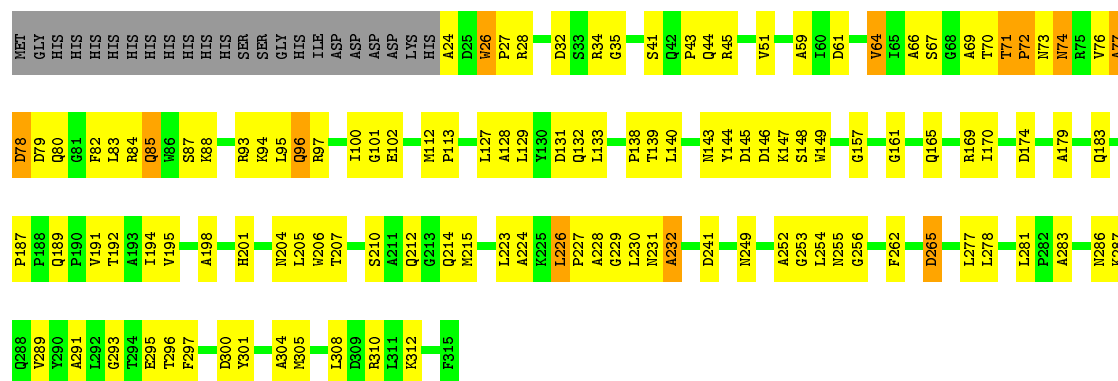 MET GLY HIS HIS HIS HIS HIS HIS HIS HIS HIS HIS SER SER GLY HIS ILE ASP ASP ASP ASP LYS HIS A24 D25 W26 P27 R28 D32 S33 R34 G35 S41 Q42 P43 Q44 R45 V51 A59 I60 D61 V64 I65 A66 S67 G68 A69 T70 T71 P72 N73 N74 R75 V76 A77
D78 D79 Q80 G81 F82 L83 R84 Q85 W86 S87 K88 R93 K94 L95 Q96 R97 I100 G101 E102 M112 P113 L127 A128 L129 Y130 D131 Q132 L133 P138 T139 L140 N143 Y144 D145 D146 K147 S148 W149 G157 G161 Q165 R169 I170 D174 A179 Q183
P187 P188 Q189 P190 V191 T192 A193 I194 V195 A198 H201 N204 L205 W206 T207 S210 A211 Q212 G213 Q214 M215 L223 A224 K225 L226 P227 A228 G229 L230 N231 A232 D241 N249 A252 G253 L254 N255 G256 F262 D265 L277 L278 L281 P282 A283 N286 K287
Q288 V289 Y290 A291 L292 G293 T294 E295 T296 F297 D300 Y301 A304 M305 L308 D309 R310 L311 K312 F315